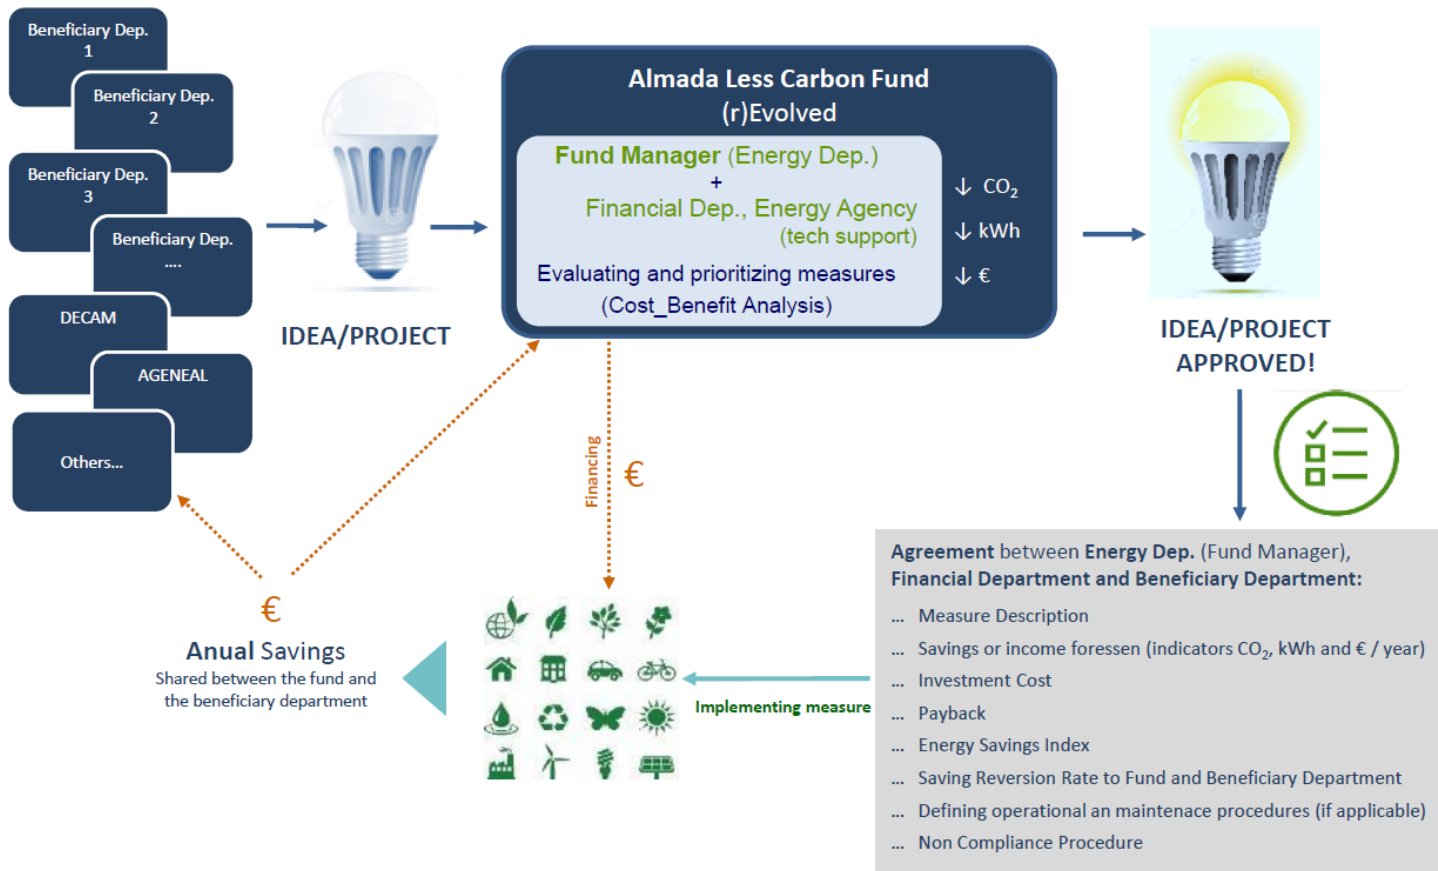 Beneficiary Dep.
1
Beneficiary Dep.
2
Beneficiary Dep.
3
Beneficiary Dep.
....
DECAM
AGENEAL
Others...
IDEA/PROJECT
Almada Less Carbon Fund
(r)Evolved
Fund Manager (Energy Dep.)
+
Financial Dep., Energy Agency
(tech support)
Evaluating and prioritizing measures
(Cost_Benefit Analysis)
↓ CO₂
↓ kWh
↓ €
IDEA/PROJECT
APPROVED!
Financing
€
€
Anual Savings
Shared between the fund and
the beneficiary department
Implementing measure
Agreement between Energy Dep. (Fund Manager),
Financial Department and Beneficiary Department:
... Measure Description
... Savings or income foressen (indicators CO₂, kWh and € / year)
... Investment Cost
... Payback
... Energy Savings Index
... Saving Reversion Rate to Fund and Beneficiary Department
... Defining operational an maintenace procedures (if applicable)
... Non Compliance Procedure